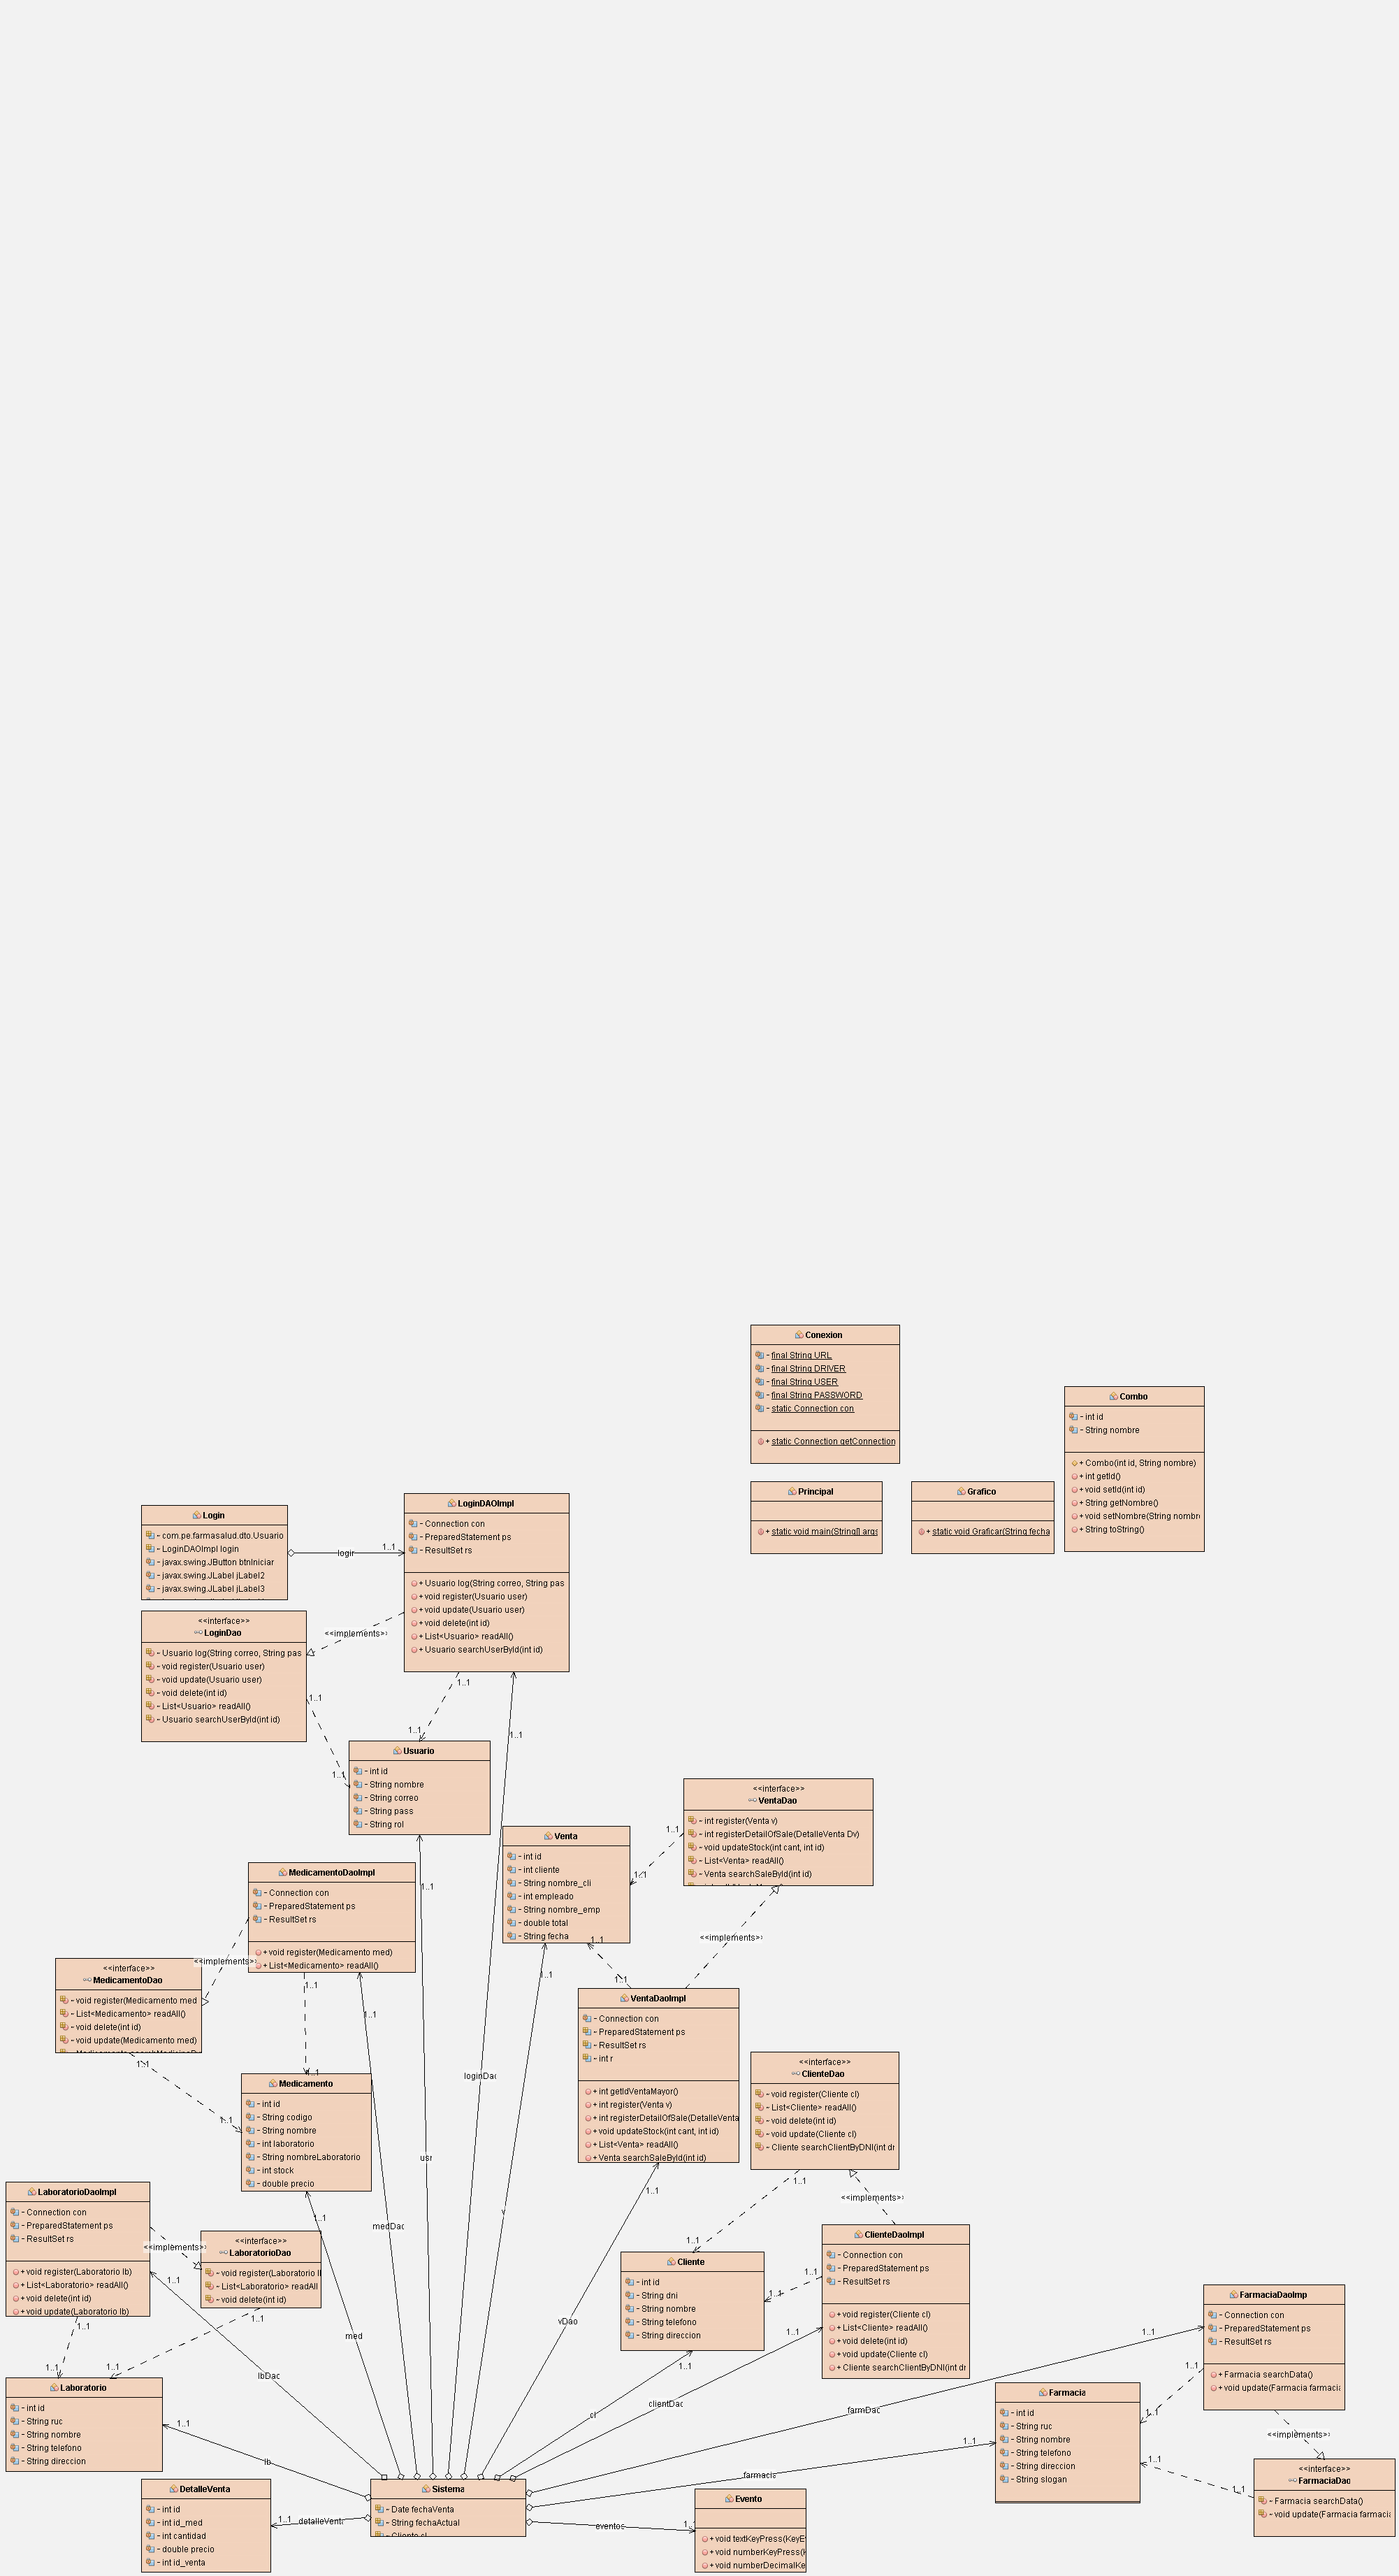 Conexion
- final String URL
- final String DRIVER
- final String USER
- final String PASSWORD
- static Connection con
+ static Connection getConnection
Combo
- int id
- String nombre
+ Combo(int id, String nombre)
+ int getId()
+ void setId(int id)
+ String getNombre()
+ void setNombre(String nombre
+ String toString()
Principal
+ static void main(String[] args
Grafico
+ static void Graficar(String fecha
Login
- com.pe.farmasalud.dto.Usuario
- LoginDAOImpl login
- javax.swing.JButton btnIniciar
- javax.swing.JLabel jLabel2
- javax.swing.JLabel jLabel3
login
1..1
LoginDAOImpl
- Connection con
- PreparedStatement ps
- ResultSet rs
+ Usuario log(String correo, String pas
+ void register(Usuario user)
+ void update(Usuario user)
+ void delete(int id)
+ List<Usuario> readAll()
+ Usuario searchUserById(int id)
<<interface>>
LoginDao
- Usuario log(String correo, String pas
- void register(Usuario user)
- void update(Usuario user)
- void delete(int id)
- List<Usuario> readAll()
- Usuario searchUserById(int id)
<<implements>>
1..1
1..1
1..1
1..1
1..1
Usuario
- int id
- String nombre
- String correo
- String pass
- String rol
1..1
<<interface>>
VentaDao
- int register(Venta v)
- int registerDetailOfSale(DetalleVenta Dv)
- void updateStock(int cant, int id)
- List<Venta> readAll()
- Venta searchSaleById(int id)
1..1
1..1
Venta
- int id
- int cliente
- String nombre_cli
- int empleado
- String nombre_emp
- double total
- String fecha
1..1
1..1
1..1
<<implements>>
MedicamentoDaoImpl
- Connection con
- PreparedStatement ps
- ResultSet rs
+ void register(Medicamento med)
+ List<Medicamento> readAll()
<<implements>>
1..1
1..1
1..1
<<interface>>
MedicamentoDao
- void register(Medicamento med
- List<Medicamento> readAll()
- void delete(int id)
- void update(Medicamento med)
1..1
1..1
VentaDaoImpl
- Connection con
- PreparedStatement ps
- ResultSet rs
- int r
+ int getIdVentaMayor()
+ int register(Venta v)
+ int registerDetailOfSale(DetalleVenta
+ void updateStock(int cant, int id)
+ List<Venta> readAll()
+ Venta searchSaleById(int id)
1..1
<<interface>>
ClienteDao
- void register(Cliente cl)
- List<Cliente> readAll()
- void delete(int id)
- void update(Cliente cl)
- Cliente searchClientByDNI(int dr
1..1
1..1
<<implements>>
Medicamento
- int id
- String codigo
- String nombre
- int laboratorio
- String nombreLaboratorio
- int stock
- double precio
1..1
loginDao
usr
medDao
v
vDao
med
LaboratorioDaoImpl
- Connection con
- PreparedStatement ps
- ResultSet rs
+ void register(Laboratorio lb)
+ List<Laboratorio> readAll()
+ void delete(int id)
+ void update(Laboratorio lb)
<<implements>>
1..1
1..1
1..1
<<interface>>
LaboratorioDao
- void register(Laboratorio lb
- List<Laboratorio> readAll
- void delete(int id)
1..1
1..1
Cliente
- int id
- String dni
- String nombre
- String telefono
- String direccion
1..1
1..1
1..1
ClienteDaoImpl
- Connection con
- PreparedStatement ps
- ResultSet rs
+ void register(Cliente cl)
+ List<Cliente> readAll()
+ void delete(int id)
+ void update(Cliente cl)
+ Cliente searchClientByDNI(int dr
1..1
FarmaciaDaoImp
- Connection con
- PreparedStatement ps
- ResultSet rs
+ Farmacia searchData()
+ void update(Farmacia farmacia
1..1
1..1
1..1
<<implements>>
Laboratorio
- int id
- String ruc
- String nombre
- String telefono
- String direccion
1..1
lbDao
lb
cl
clientDao
farmDao
farmacia
1..1
Farmacia
- int id
- String ruc
- String nombre
- String telefono
- String direccion
- String slogan
1..1
1..1
<<interface>>
FarmaciaDao
- Farmacia searchData()
- void update(Farmacia farmacia
DetalleVenta
- int id
- int id_med
- int cantidad
- double precio
- int id_venta
1..1
detalleVenta
Sistema
- Date fechaVenta
- String fechaActual
- Cliente cl
eventos
1..1
Evento
+ void textKeyPress(KeyEv
+ void numberKeyPress(K
+ void numberDecimalKe